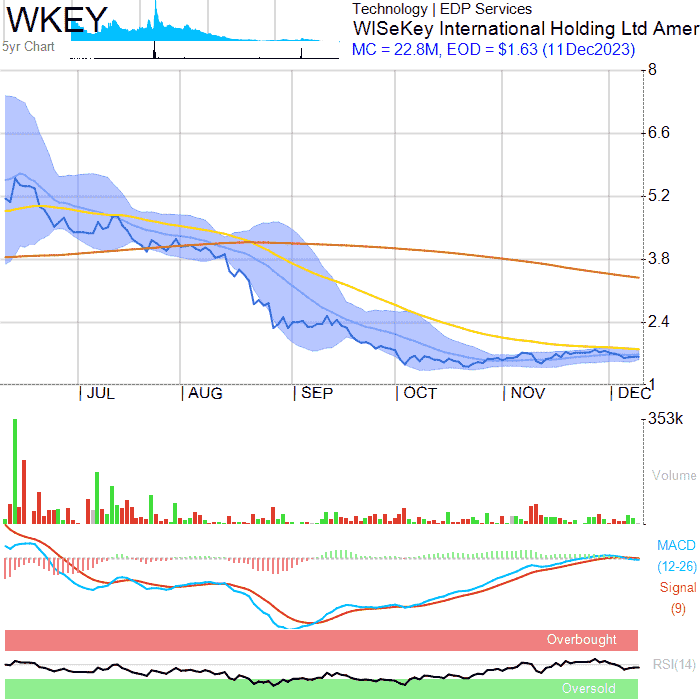 WKEY
5yr Chart
Technology | EDP Services
WISeKey International Holding Ltd Amer
MC = 22.8M, EOD = $1.63 (11Dec2023)
8
6.6
5.2
3.8
2.4
1
JUL
AUG
SEP
OCT
NOV
DEC
353k
Volume
MACD
(12-26)
Signal
(9)
Overbought
RSI(14)
Oversold